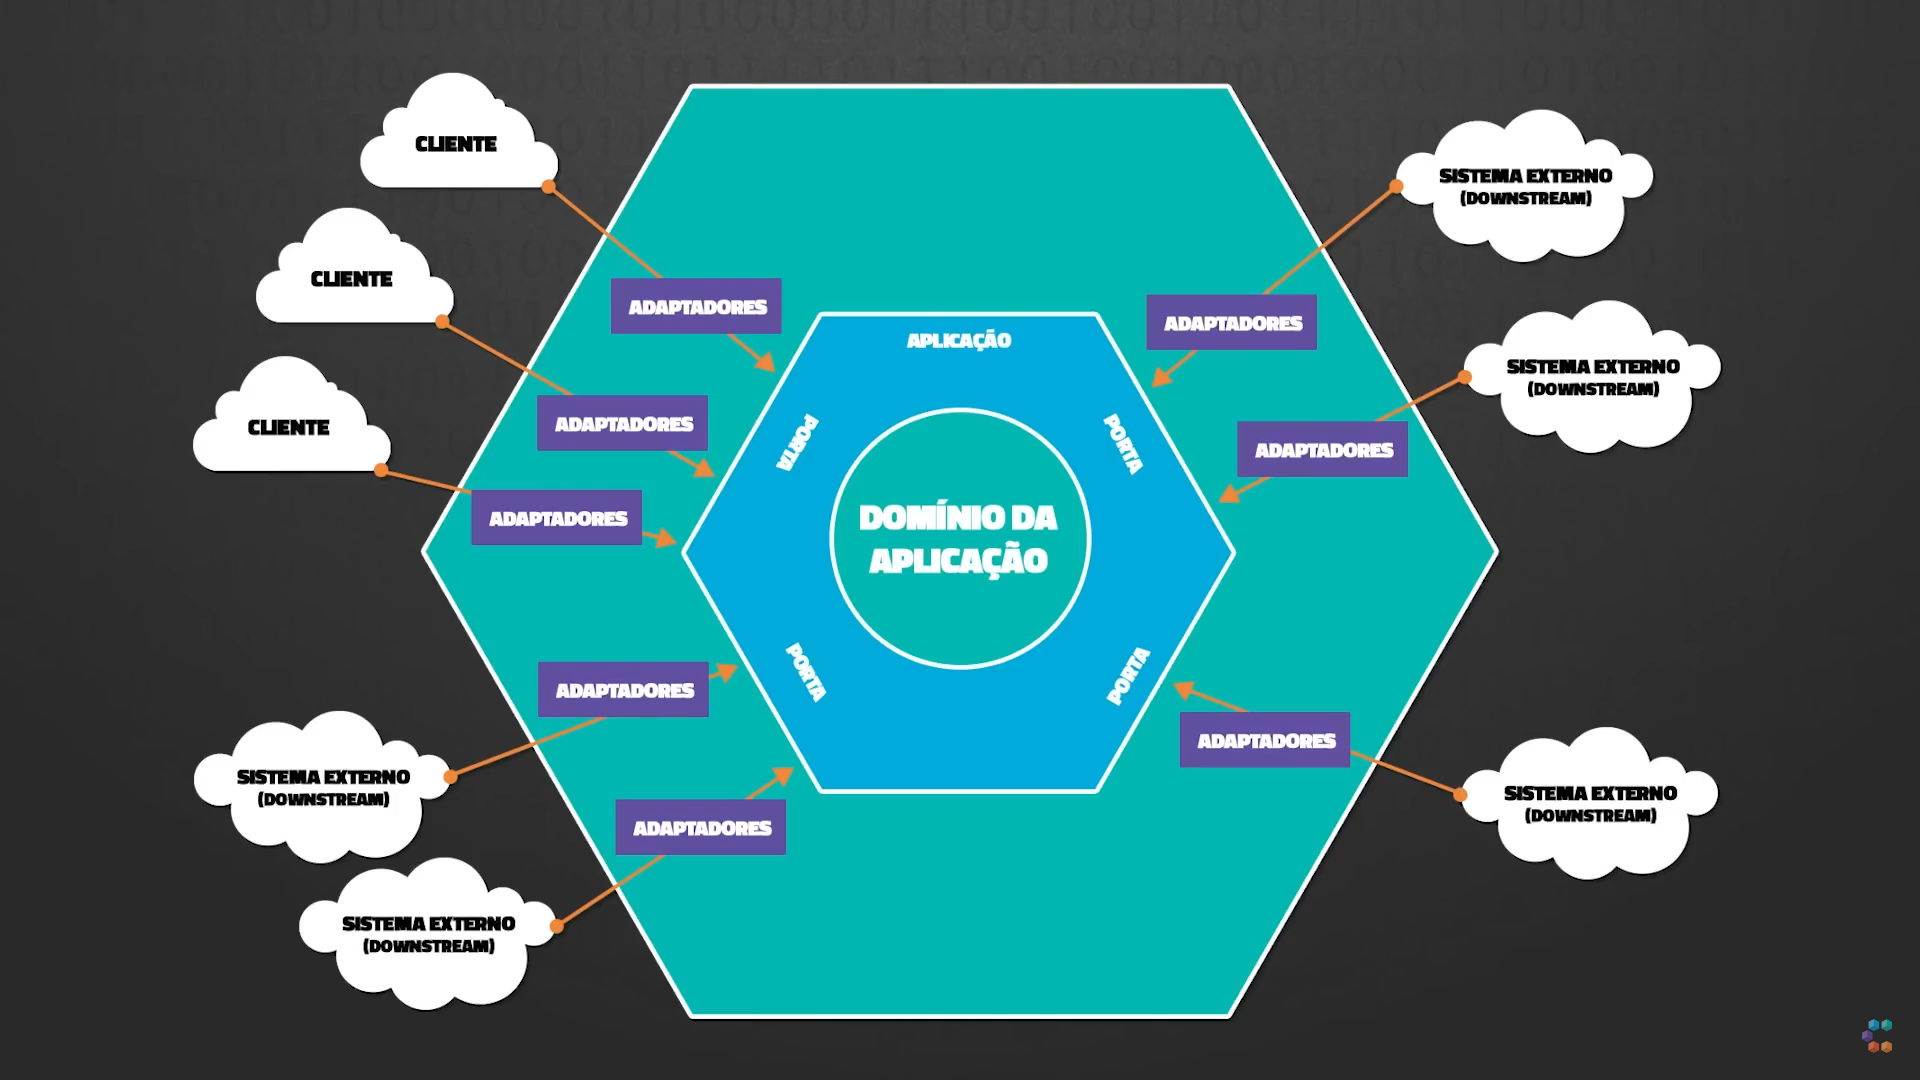 CLIENTE
SISTEMA EXTERNO
(DOWNSTREAM)
CLIENTE
ADAPTADORES
ADAPTADORES
APLICAÇÃO
SISTEMA EXTERNO
(DOWNSTREAM)
CLIENTE
ADAPTADORES
PORTA
PORTA
ADAPTADORES
ADAPTADORES
DOMÍNIO DA
APLICAÇÃO
ADAPTADORES
PORTA
PORTA
ADAPTADORES
SISTEMA EXTERNO
(DOWNSTREAM)
SISTEMA EXTERNO
(DOWNSTREAM)
ADAPTADORES
SISTEMA EXTERNO
(DOWNSTREAM)